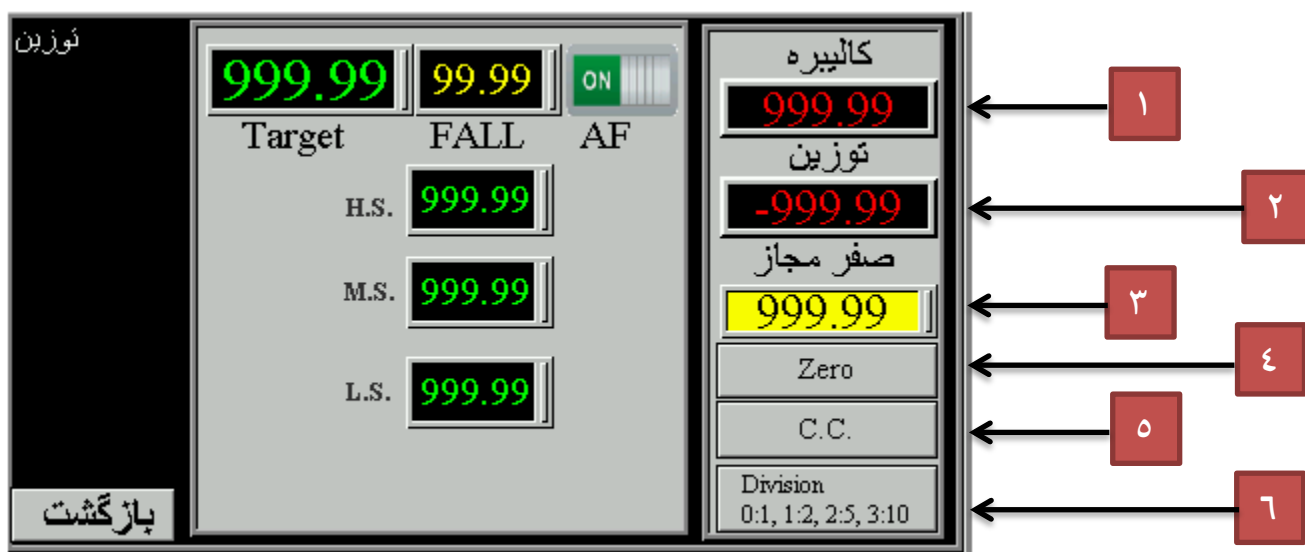 توزین
999.99 99.99 ON
Target FALL AF
H.S. 999.99
M.S. 999.99
L.S. 999.99
بازگشت
کالیبره
999.99
١
توزین
-999.99
٢
صفر مجاز
999.99
٣
Zero
٤
C.C.
٥
Division
0:1, 1:2, 2:5, 3:10
٦